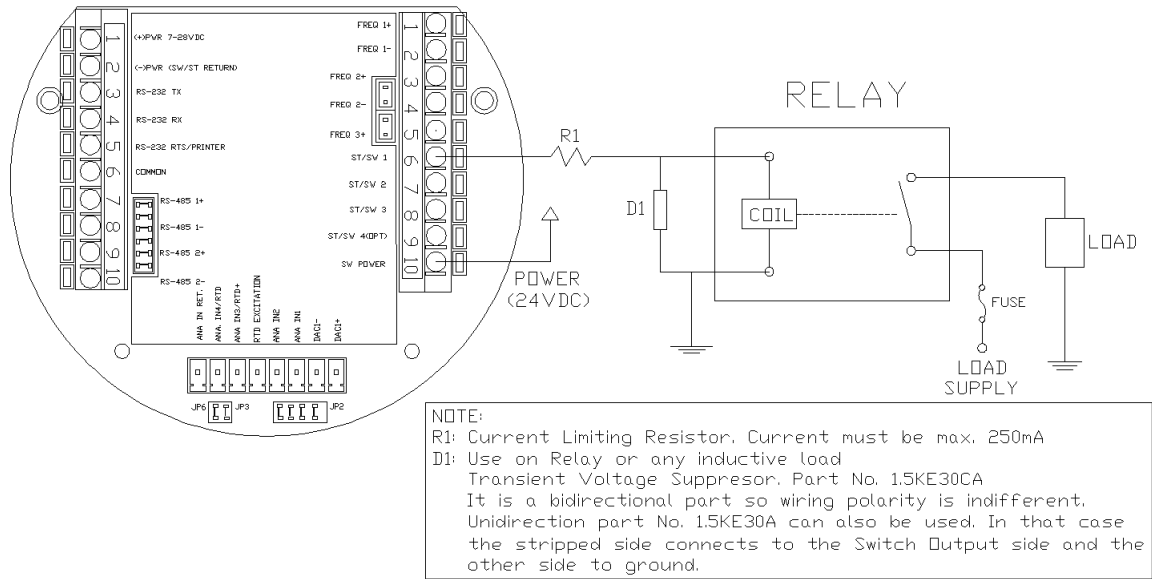 1
2
3
4
5
6
7
8
9
10
(+)PWR 7-28VDC
(-)PWR (SW/ST RETURN)
RS-232 TX
RS-232 RX
RS-232 RTS/PRINTER
COMMON
RS-485 1+
RS-485 1-
RS-485 2+
RS-485 2-
FREQ 1+
FREQ 1-
FREQ 2+
FREQ 2-
FREQ 3+
ST/SW 1
ST/SW 2
ST/SW 3
ST/SW 4(OPT)
SW POWER
1
2
3
4
5
6
7
8
9
10
ANA IN RET.
ANA. IN4/RTD
ANA IN3/RTD+
RTD EXCITATION
ANA IN2
ANA IN1
DAC1-
DAC1+
JP6
JP3
JP2
R1
POWER
(24VDC)
D1
RELAY
COIL
LOAD
FUSE
LOAD
SUPPLY
NOTE:
R1: Current Limiting Resistor. Current must be max. 250mA
D1: Use on Relay or any inductive load
Transient Voltage Suppresor. Part No. 1.5KE30CA
It is a bidirectional part so wiring polarity is indifferent.
Unidirection part No. 1.5KE30A can also be used. In that case
the stripped side connects to the Switch Output side and the
other side to ground.